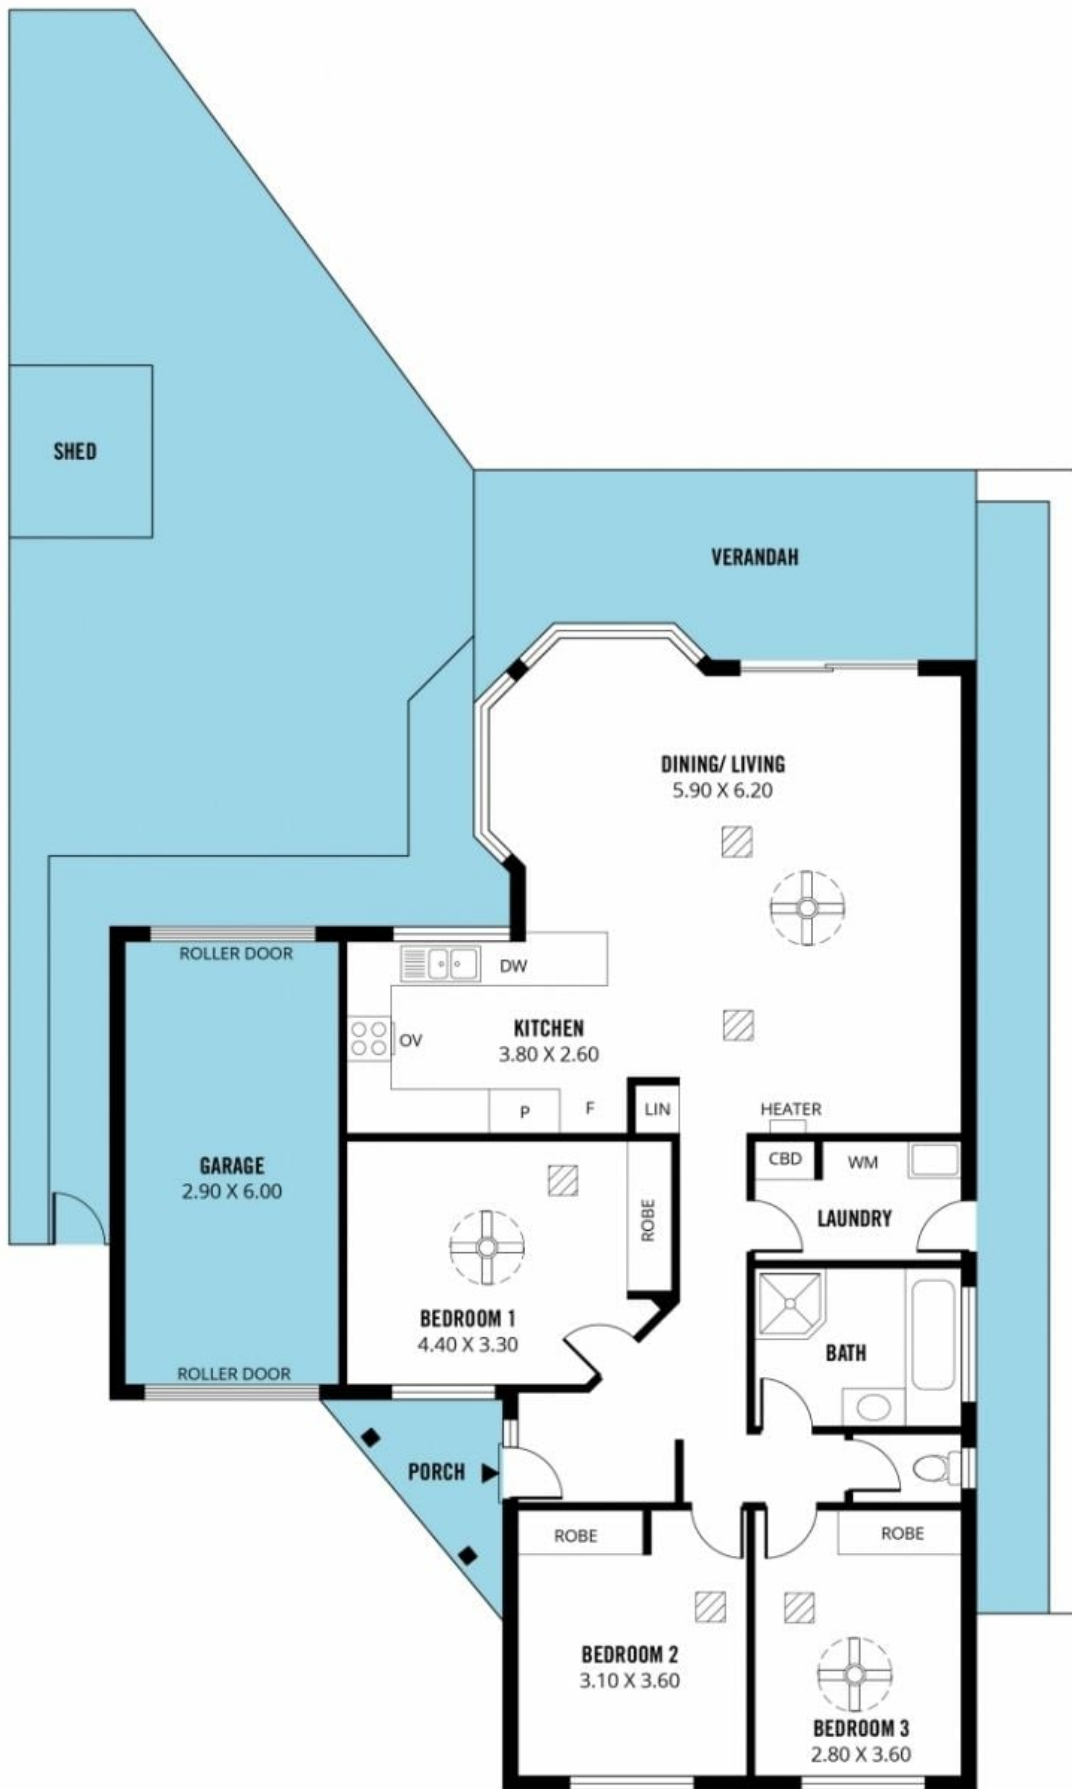 SHED
VERANDAH
DINING/ LIVING
5.90 X 6.20
ROLLER DOOR
DW
OV
KITCHEN
3.80 X 2.60
P
F
LIN
HEATER
GARAGE
2.90 X 6.00
CBD
WM
LAUNDRY
ROBE
BEDROOM 1
4.40 X 3.30
BATH
ROLLER DOOR
PORCH
ROBE
ROBE
BEDROOM 2
3.10 X 3.60
BEDROOM 3
2.80 X 3.60